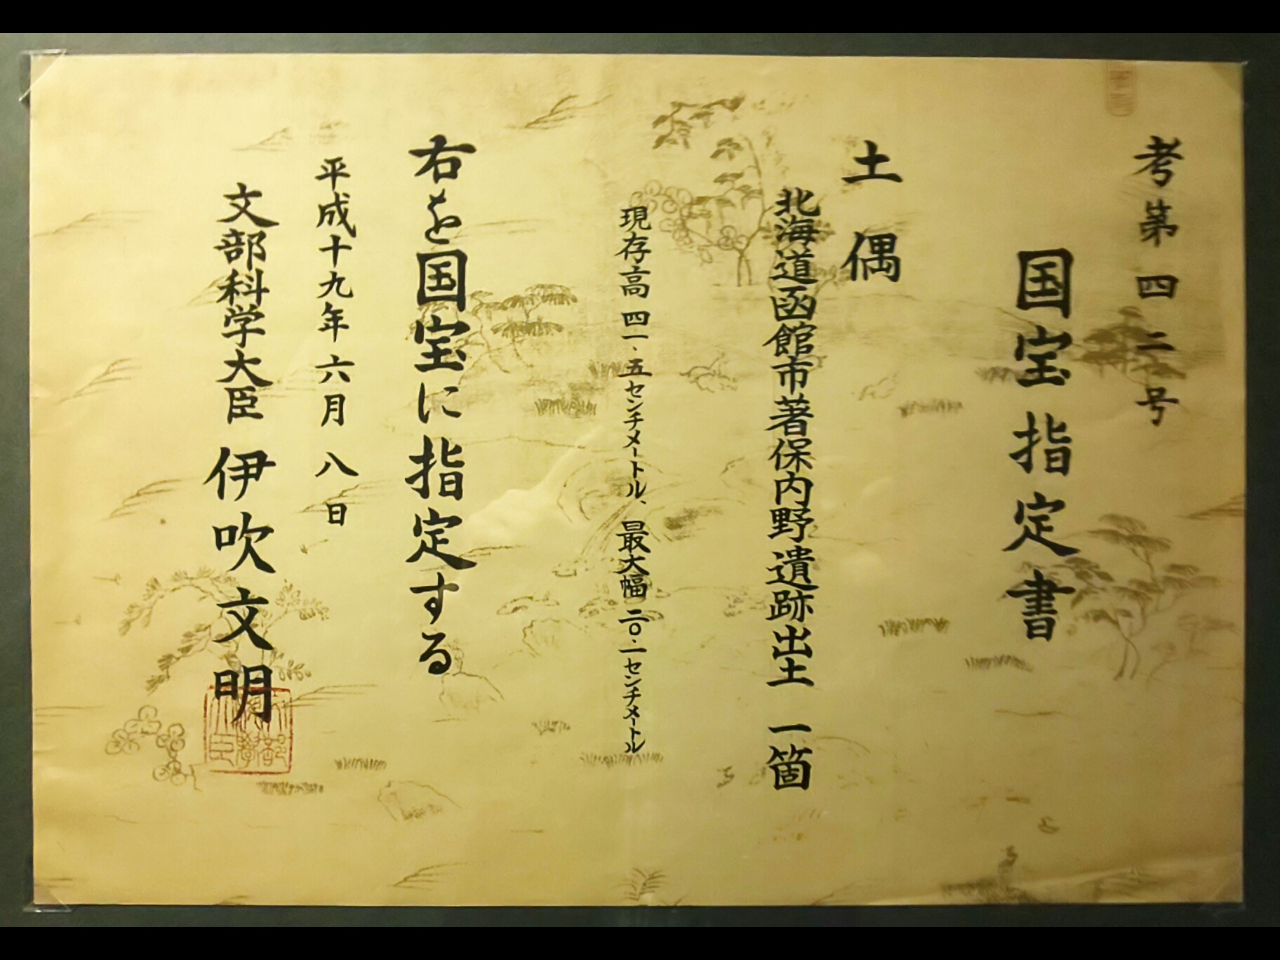 考第四二号
国宝指定書
土偶
北海道函館市著保内野遺跡出土 一箇
現存高四一・五センチメートル、最大幅二〇・一センチメートル
右を国宝に指定する
平成十九年六月八日
文部科学大臣 伊吹文明